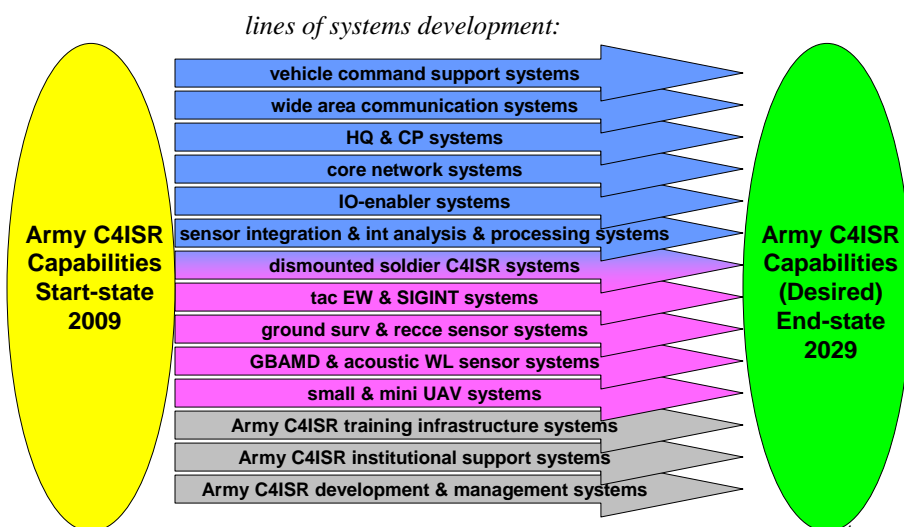 lines of systems development:
vehicle command support systems
wide area communication systems
HQ & CP systems
core network systems
IO-enabler systems
sensor integration & int analysis & processing systems
dismounted soldier C4ISR systems
tac EW & SIGINT systems
ground surv & recce sensor systems
GBAMD & acoustic WL sensor systems
small & mini UAV systems
Army C4ISR training infrastructure systems
Army C4ISR institutional support systems
Army C4ISR development & management systems
Army C4ISR
Capabilities
Start-state
2009
Army C4ISR
Capabilities
(Desired)
End-state
2029